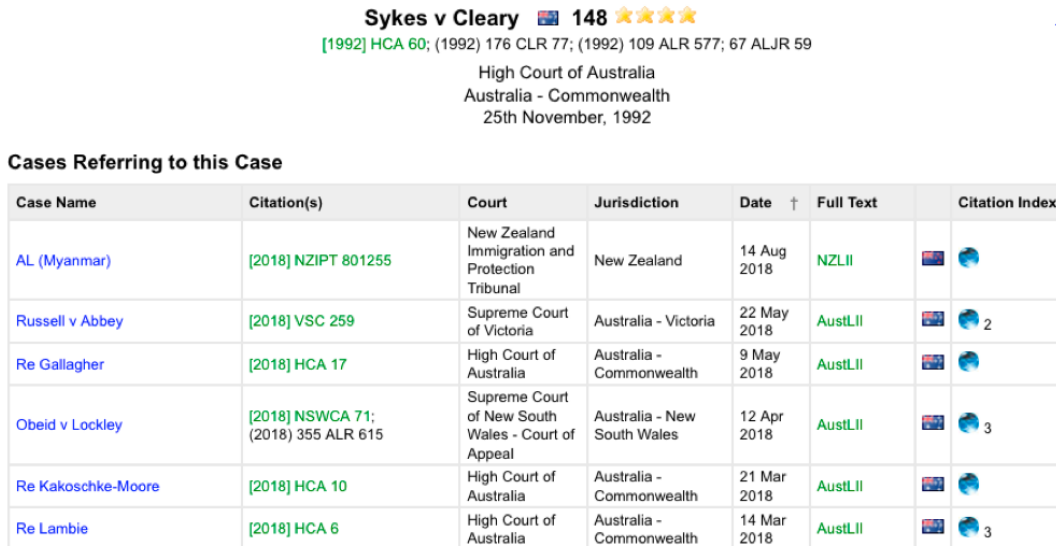 Sykes v Cleary 148
[1992] HCA 60; (1992) 176 CLR 77; (1992) 109 ALR 577; 67 ALJR 59
High Court of Australia
Australia - Commonwealth
25th November, 1992
Cases Referring to this Case
Case Name Citation(s) Court Jurisdiction Date † Full Text Citation Index
AL (Myanmar) [2018] NZIPT 801255 New Zealand Immigration and Protection Tribunal New Zealand 14 Aug 2018 NZLII
Russell v Abbey [2018] VSC 259 Supreme Court of Victoria Australia - Victoria 22 May 2018 AustLII 2
Re Gallagher [2018] HCA 17 High Court of Australia Australia - Commonwealth 9 May 2018 AustLII
Obeid v Lockley [2018] NSWCA 71; (2018) 355 ALR 615 Supreme Court of New South Wales - Court of Appeal Australia - New South Wales 12 Apr 2018 AustLII 3
Re Kakoschke-Moore [2018] HCA 10 High Court of Australia Australia - Commonwealth 21 Mar 2018 AustLII
Re Lambie [2018] HCA 6 High Court of Australia Australia - Commonwealth 14 Mar 2018 AustLII 3